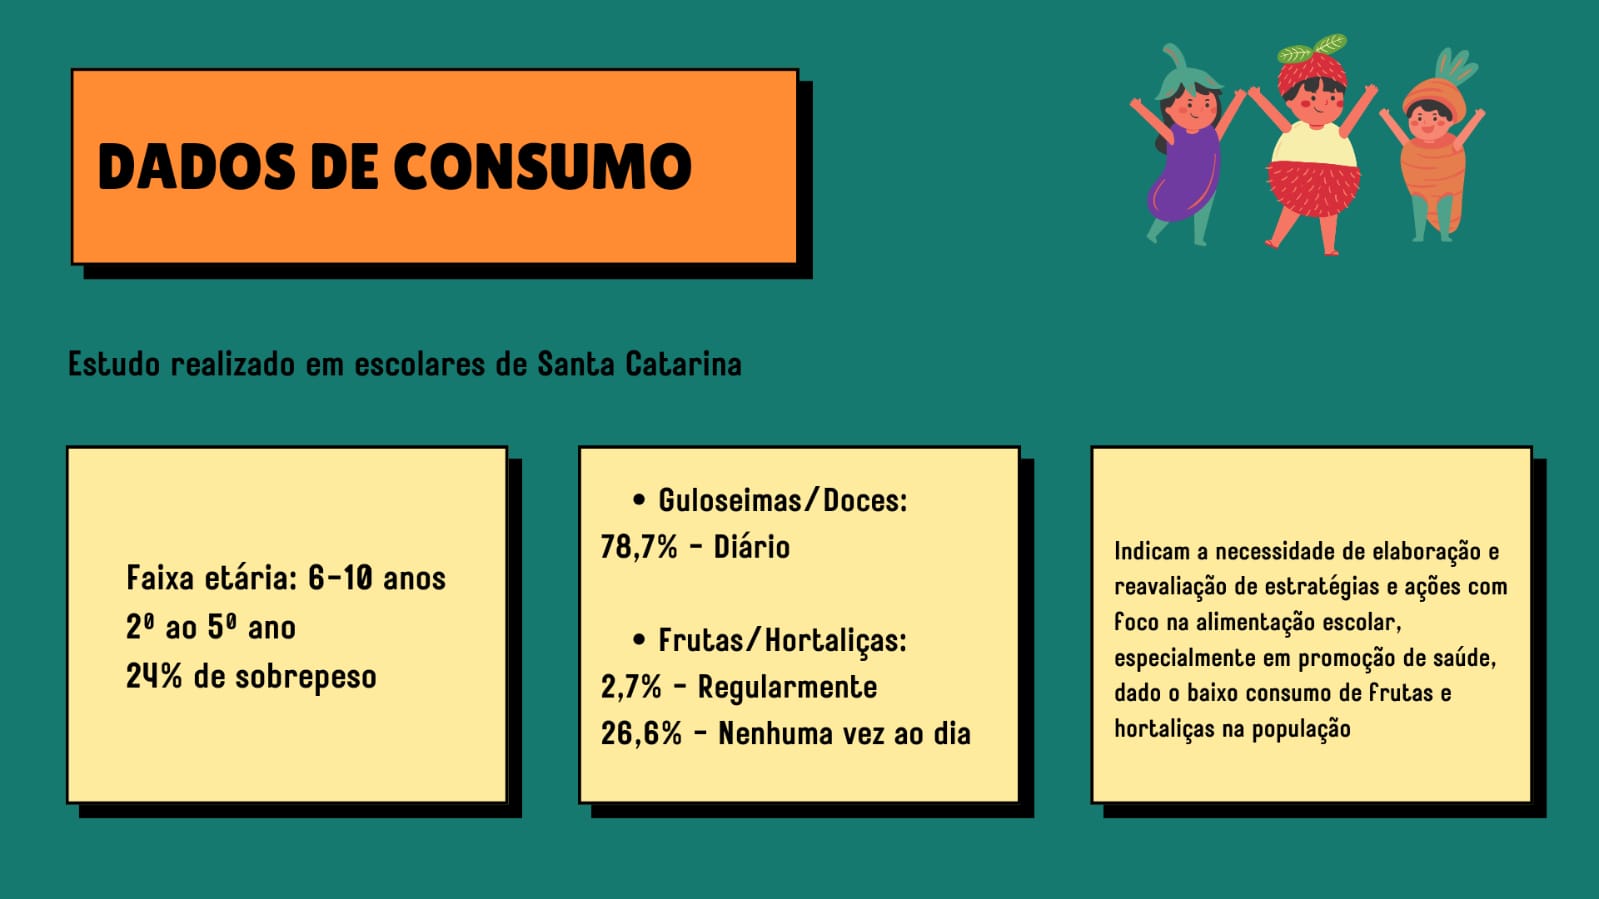 DADOS DE CONSUMO
Estudo realizado em escolares de Santa Catarina
Faixa etária: 6-10 anos
2º ao 5º ano
24% de sobrepeso
• Guloseimas/Doces:
78,7% - Diário
• Frutas/Hortaliças:
2,7% - Regularmente
26,6% - Nenhuma vez ao dia
Indicam a necessidade de elaboração e
reavaliação de estratégias e ações com
foco na alimentação escolar,
especialmente em promoção de saúde,
dado o baixo consumo de frutas e
hortaliças na população